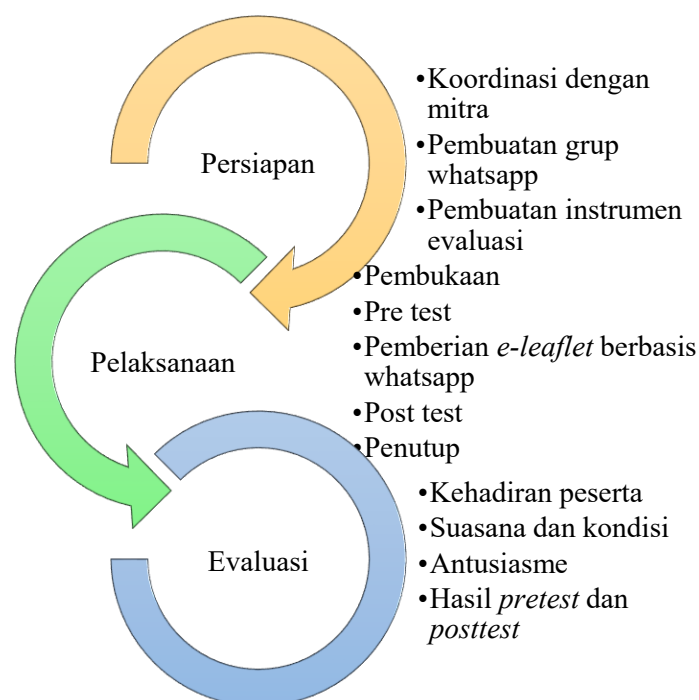 Persiapan
•Koordinasi dengan
mitra
•Pembuatan grup
whatsapp
•Pembuatan instrumen
evaluasi
Pelaksanaan
•Pembukaan
•Pre test
•Pemberian e-leaflet berbasis
whatsapp
•Post test
•Penutup
Evaluasi
•Kehadiran peserta
•Suasana dan kondisi
•Antusiasme
•Hasil pretest dan
posttest